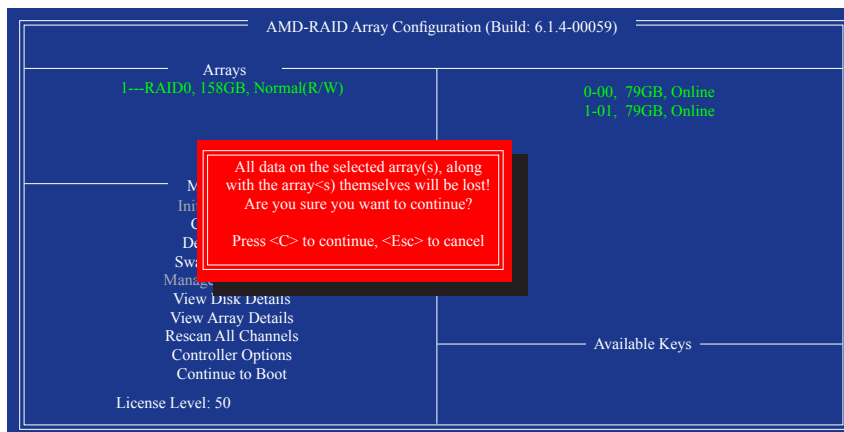 AMD-RAID Array Configuration (Build: 6.1.4-00059)
Arrays
1---RAID0, 158GB, Normal(R/W)
0-00, 79GB, Online
1-01, 79GB, Online
All data on the selected array(s), along
with the array<s) themselves will be lost!
Are you sure you want to continue?
Press <C> to continue, <Esc> to cancel
View Disk Details
View Array Details
Rescan All Channels
Controller Options
Continue to Boot
Available Keys
License Level: 50